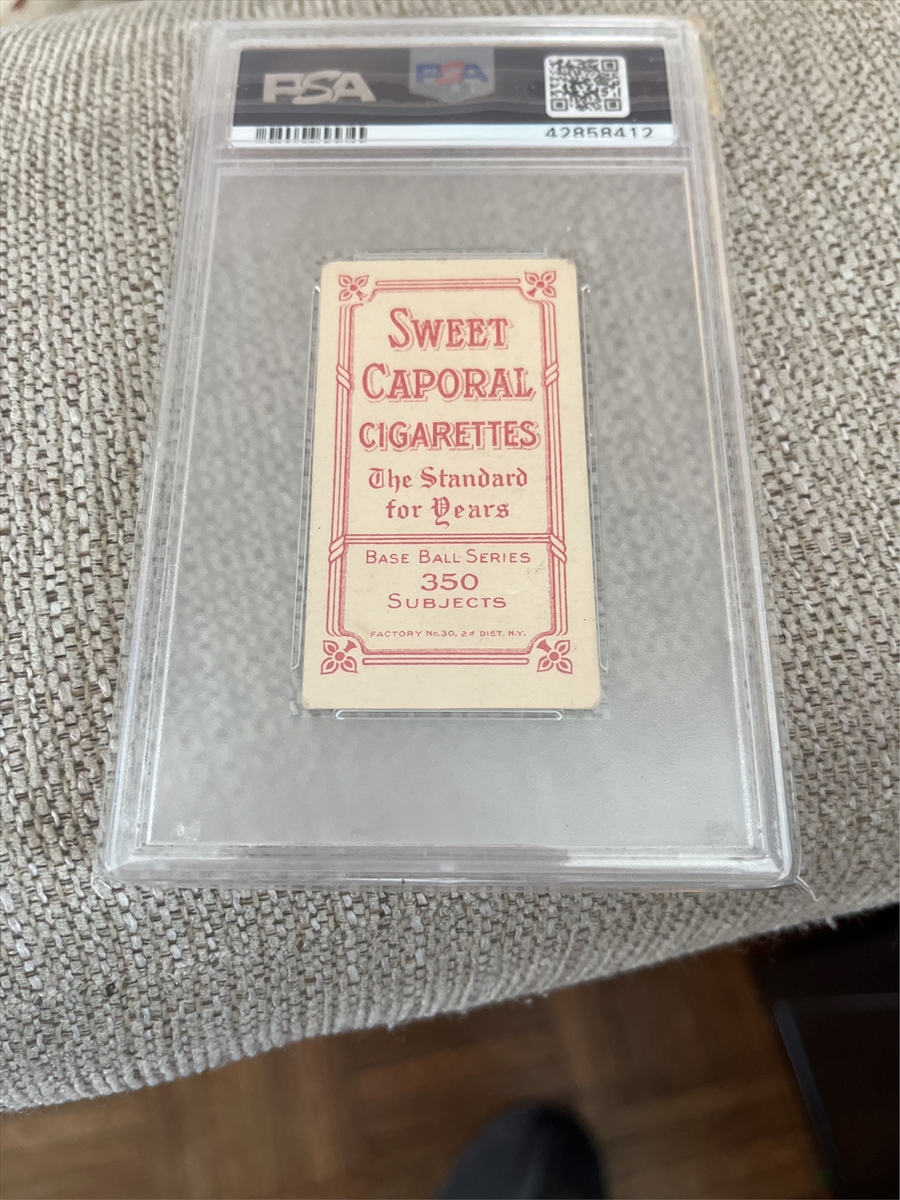 PSA PSA
42858412
SWEET
CAPORAL
CIGARETTES
The Standard
for Years
BASE BALL SERIES
350
SUBJECTS
FACTORY No. 30, 2d DIST. N.Y.